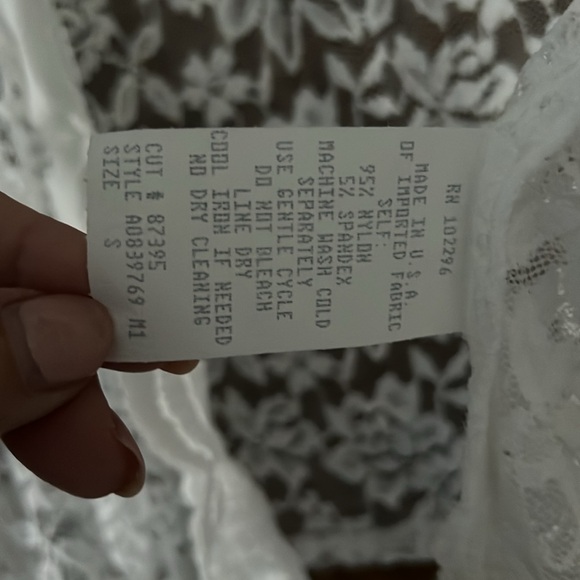 RN 102296
MADE IN U.S.A.
OF IMPORTED FABRIC
SELF:
95% NYLON
5% SPANDEX
MACHINE WASH COLD
SEPARATELY
USE GENTLE CYCLE
DO NOT BLEACH
LINE DRY
COOL IRON IF NEEDED
NO DRY CLEANING
CUT # 87395
STYLE A0839769 M1
SIZE S